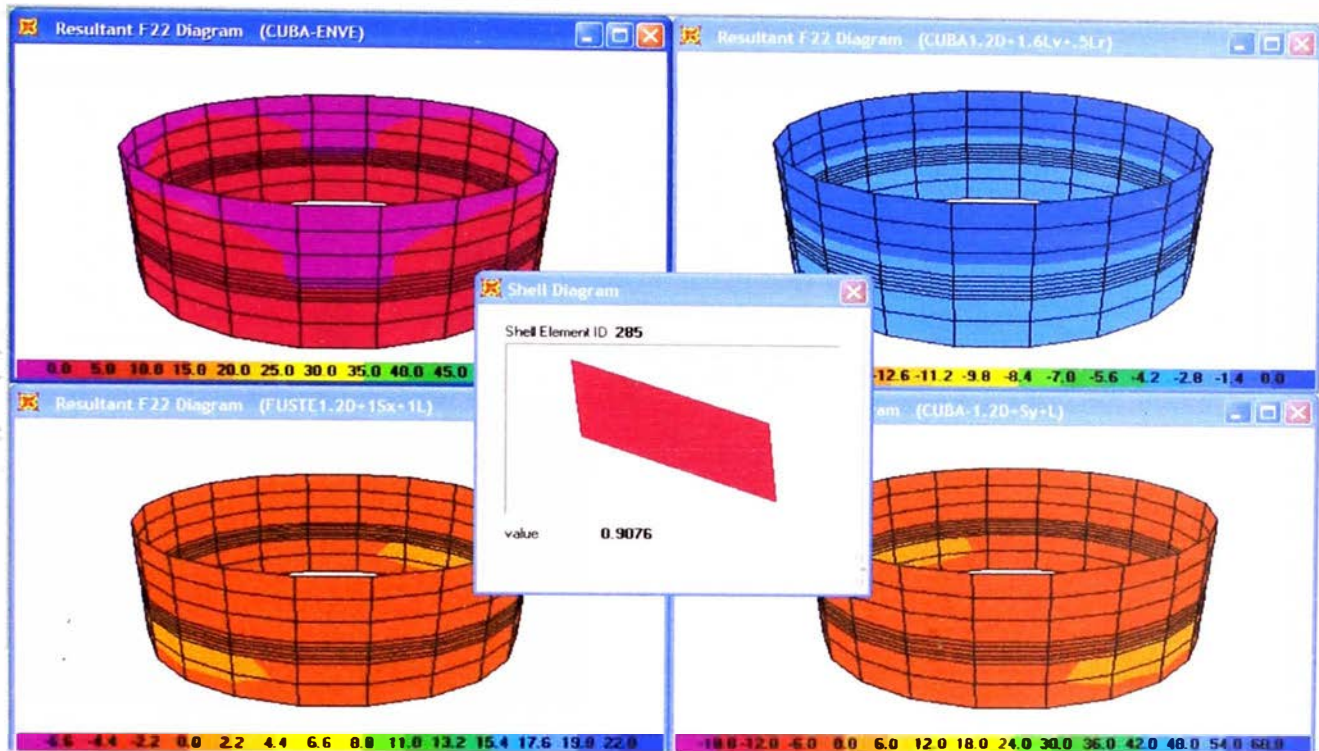 Resultant F22 Diagram (CUBA-ENVE)
Resultant F22 Diagram (CUBA1.2D+1.6Lv+.5Lr)
0.0 5.0 10.0 15.0 20.0 25.0 30.0 35.0 40.0 45.0
-12.6 -11.2 -9.8 -8.4 -7.0 -5.6 -4.2 -2.8 -1.4 0.0
Shell Diagram
Shell Element ID 285
value 0.9076
Resultant F22 Diagram (FUSTE1.2D+1Sx+1L)
(CUBA-1.2D+Sy+L)
-6.6 -4.4 -2.2 0.0 2.2 4.4 6.6 8.8 11.0 13.2 15.4 17.6 19.8 22.0
-18.0 -12.0 -6.0 0.0 6.0 12.0 18.0 24.0 30.0 36.0 42.0 48.0 54.0 60.0